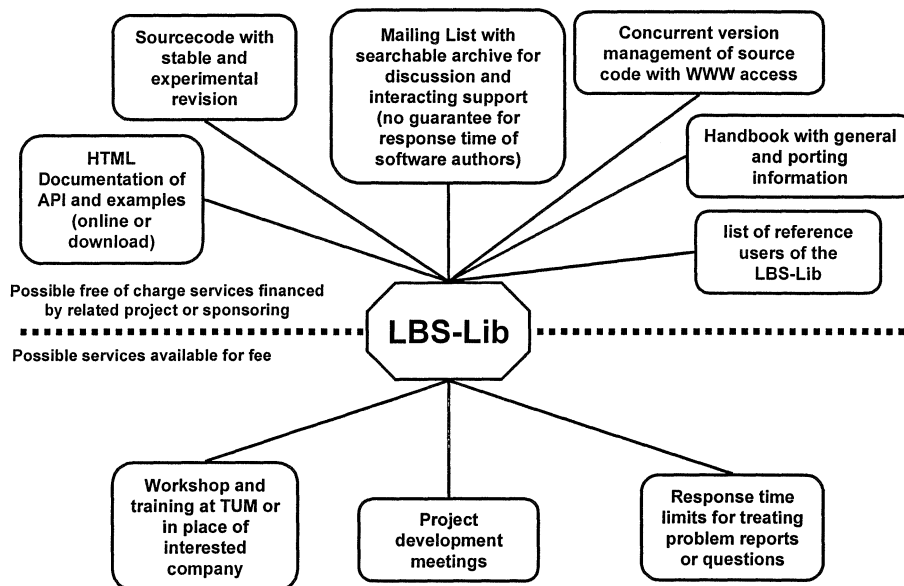 Sourcecode with
stable and
experimental
revision
Mailing List with
searchable archive for
discussion and
interacting support
(no guarantee for
response time of
software authors)
Concurrent version
management of source
code with WWW access
HTML
Documentation of
API and examples
(online or
download)
Handbook with general
and porting
information
list of reference
users of the
LBS-Lib
Possible free of charge services financed
by related project or sponsoring
LBS-Lib
Possible services available for fee
Workshop and
training at TUM or
in place of
interested
company
Project
development
meetings
Response time
limits for treating
problem reports
or questions